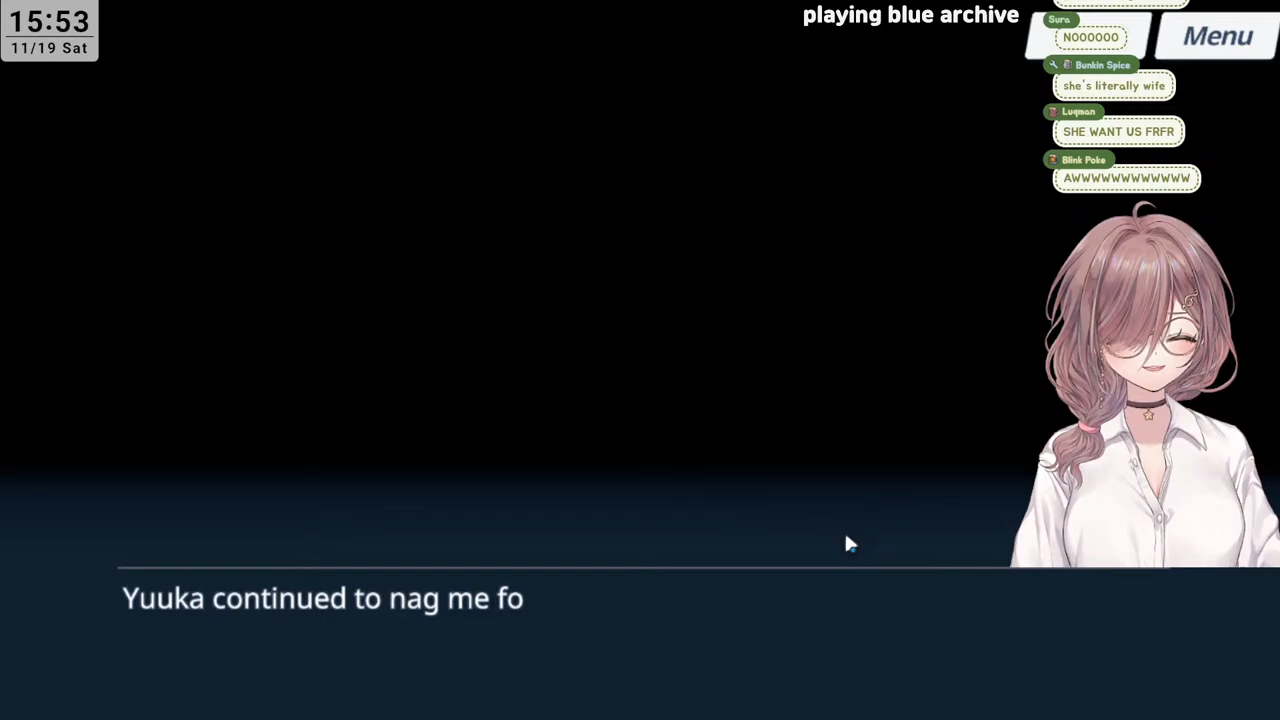 15:53
11/19 Sat
playing blue archive
Menu
Sura
NOOOOOO
Bunkin Spice
she's literally wife
Luqman
SHE WANT US FRFR
Blink Poke
AWWWWWWWWWWWW
Yuuka continued to nag me fo